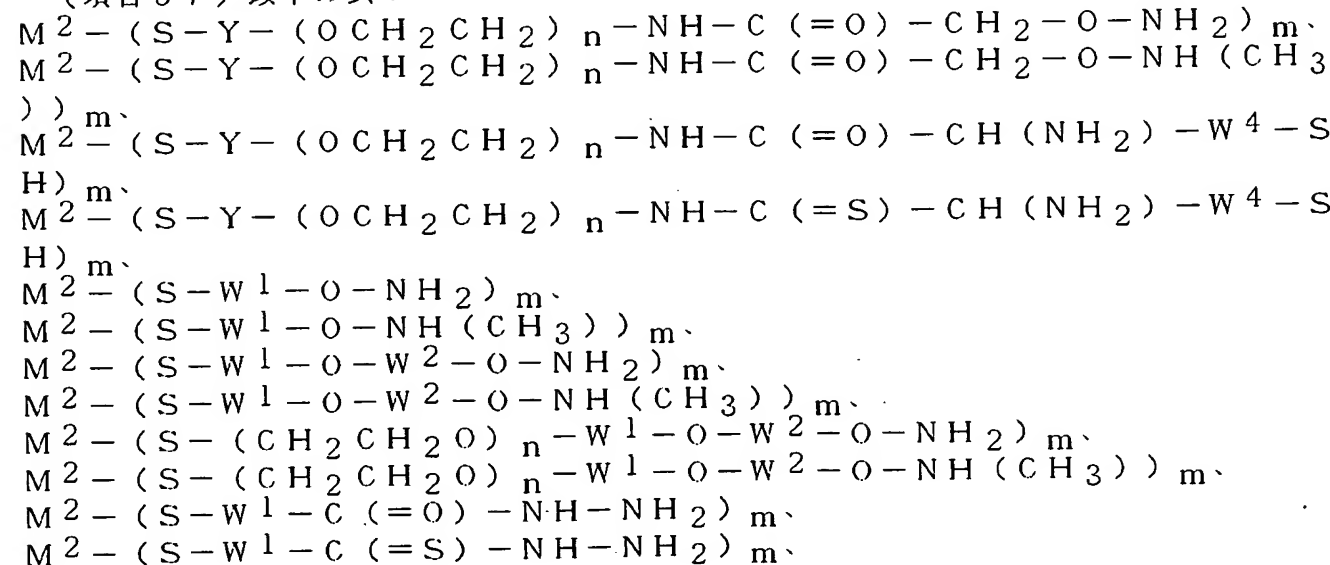 M2-(S-Y-(OCH2CH2)n-NH-C(=O)-CH2-O-NH2)m、
M2-(S-Y-(OCH2CH2)n-NH-C(=O)-CH2-O-NH(CH3
))m、
M2-(S-Y-(OCH2CH2)n-NH-C(=O)-CH(NH2)-W4-S
H)m、
M2-(S-Y-(OCH2CH2)n-NH-C(=S)-CH(NH2)-W4-S
H)m、
M2-(S-W1-O-NH2)m、
M2-(S-W1-O-NH(CH3))m、
M2-(S-W1-O-W2-O-NH2)m、
M2-(S-W1-O-W2-O-NH(CH3))m、
M2-(S-(CH2CH2O)n-W1-O-W2-O-NH2)m、
M2-(S-(CH2CH2O)n-W1-O-W2-O-NH(CH3))m、
M2-(S-W1-C(=O)-NH-NH2)m、
M2-(S-W1-C(=S)-NH-NH2)m、